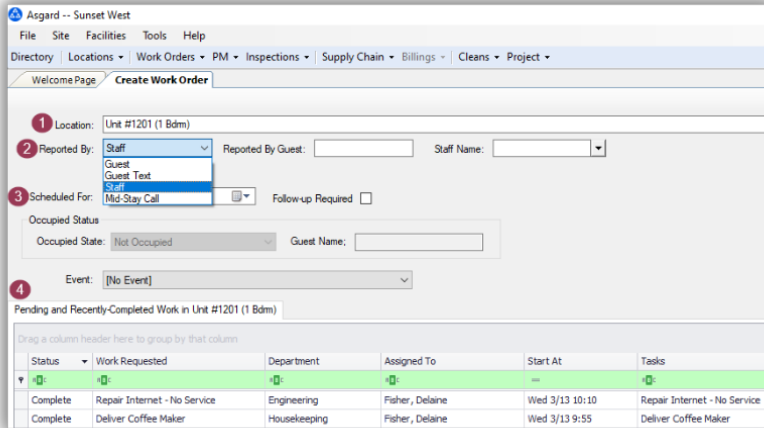 Asgard -- Sunset West
File Site Facilities Tools Help
Directory Locations Work Orders PM Inspections Supply Chain Billings Cleans Project
Welcome Page Create Work Order
1 Location: Unit #1201 (1 Bdrm)
2 Reported By: Staff Reported By Guest: Staff Name:
Guest
Guest Text
Staff
3 Scheduled For: Mid-Stay Call Follow-up Required
Occupied Status
Occupied State: Not Occupied Guest Name;
Event: [No Event]
4
Pending and Recently-Completed Work in Unit #1201 (1 Bdrm)
Drag a column header here to group by that column
Status Work Requested Department Assigned To Start At Tasks
Complete Repair Internet - No Service Engineering Fisher, Delaine Wed 3/13 10:10 Repair Internet - No Service
Complete Deliver Coffee Maker Housekeeping Fisher, Delaine Wed 3/13 9:55 Deliver Coffee Maker